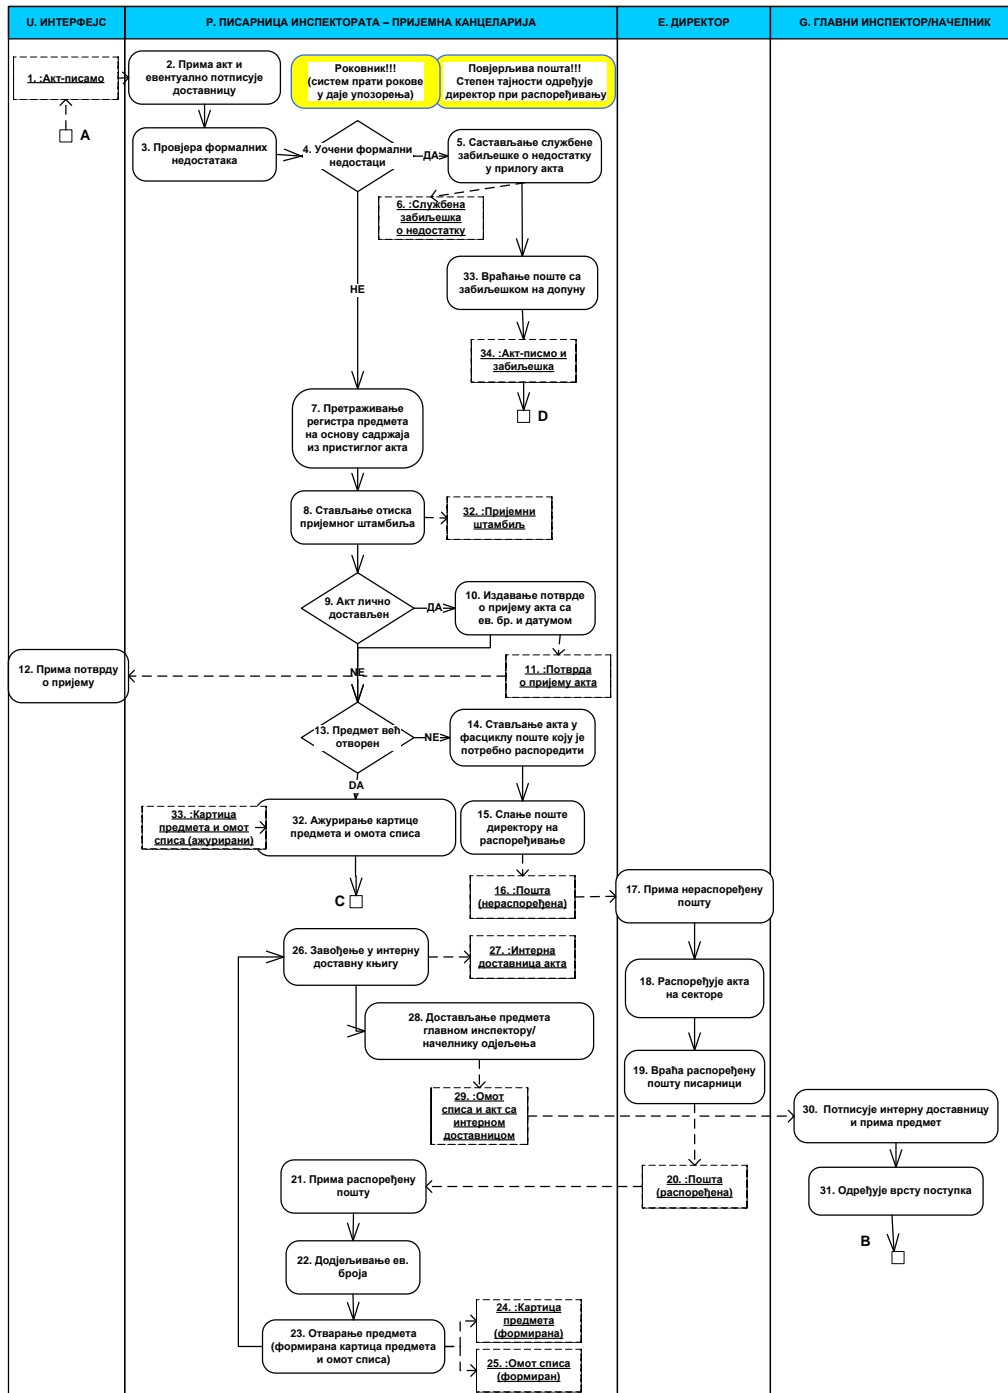 U. ИНТЕРФЕЈС
P. ПИСАРНИЦА ИНСПЕКТОРАТА – ПРИЈЕМНА КАНЦЕЛАРИЈА
E. ДИРЕКТОР
G. ГЛАВНИ ИНСПЕКТОР/НАЧЕЛНИК
1. :Акт-писамо
2. Прима акт и
евентуално потписује
доставницу
Роковник!!!
(систем прати рокове
у даје упозорења)
Повјерљива пошта!!!
Степен тајности одређује
директор при распоређивању
A
3. Провјера формалних
недостатака
4. Уочени формални
недостаци
ДА
5. Састављање службене
забиљешке о недостатку
у прилогу акта
6. :Службена
забиљешка
о недостатку
НЕ
33. Враћање поште са
забиљешком на допуну
34. :Акт-писмо и
забиљешка
D
7. Претраживање
регистра предмета
на основу садржаја
из пристиглог акта
8. Стављање отиска
пријемног штамбиља
32. :Пријемни
штамбиљ
9. Акт лично
достављен
ДА
10. Издавање потврде
о пријему акта са
ев. бр. и датумом
12. Прима потврду
о пријему
NE
11. :Потврда
о пријему акта
13. Предмет већ
отворен
NE
14. Стављање акта у
фасциклу поште коју је
потребно распоредити
DA
33. :Картица
предмета и омот
списа (ажурирани)
32. Ажурирање картице
предмета и омота списа
15. Слање поште
директору на
распоређивање
C
16. :Пошта
(нераспоређена)
17. Прима нераспоређену
пошту
26. Завођење у интерну
доставну књигу
27. :Интерна
доставница акта
18. Распоређује акта
на секторе
28. Достављање предмета
главном инспектору/
начелнику одјељења
19. Враћа распоређену
пошту писарници
29. :Омот
списа и акт са
интерном
доставницом
30. Потписује интерну доставницу
и прима предмет
21. Прима распоређену
пошту
20. :Пошта
(распоређена)
31. Одређује врсту поступка
B
22. Додјељивање ев.
броја
23. Отварање предмета
(формирана картица предмета
и омот списа)
24. :Картица
предмета
(формирана)
25. :Омот списа
(формиран)